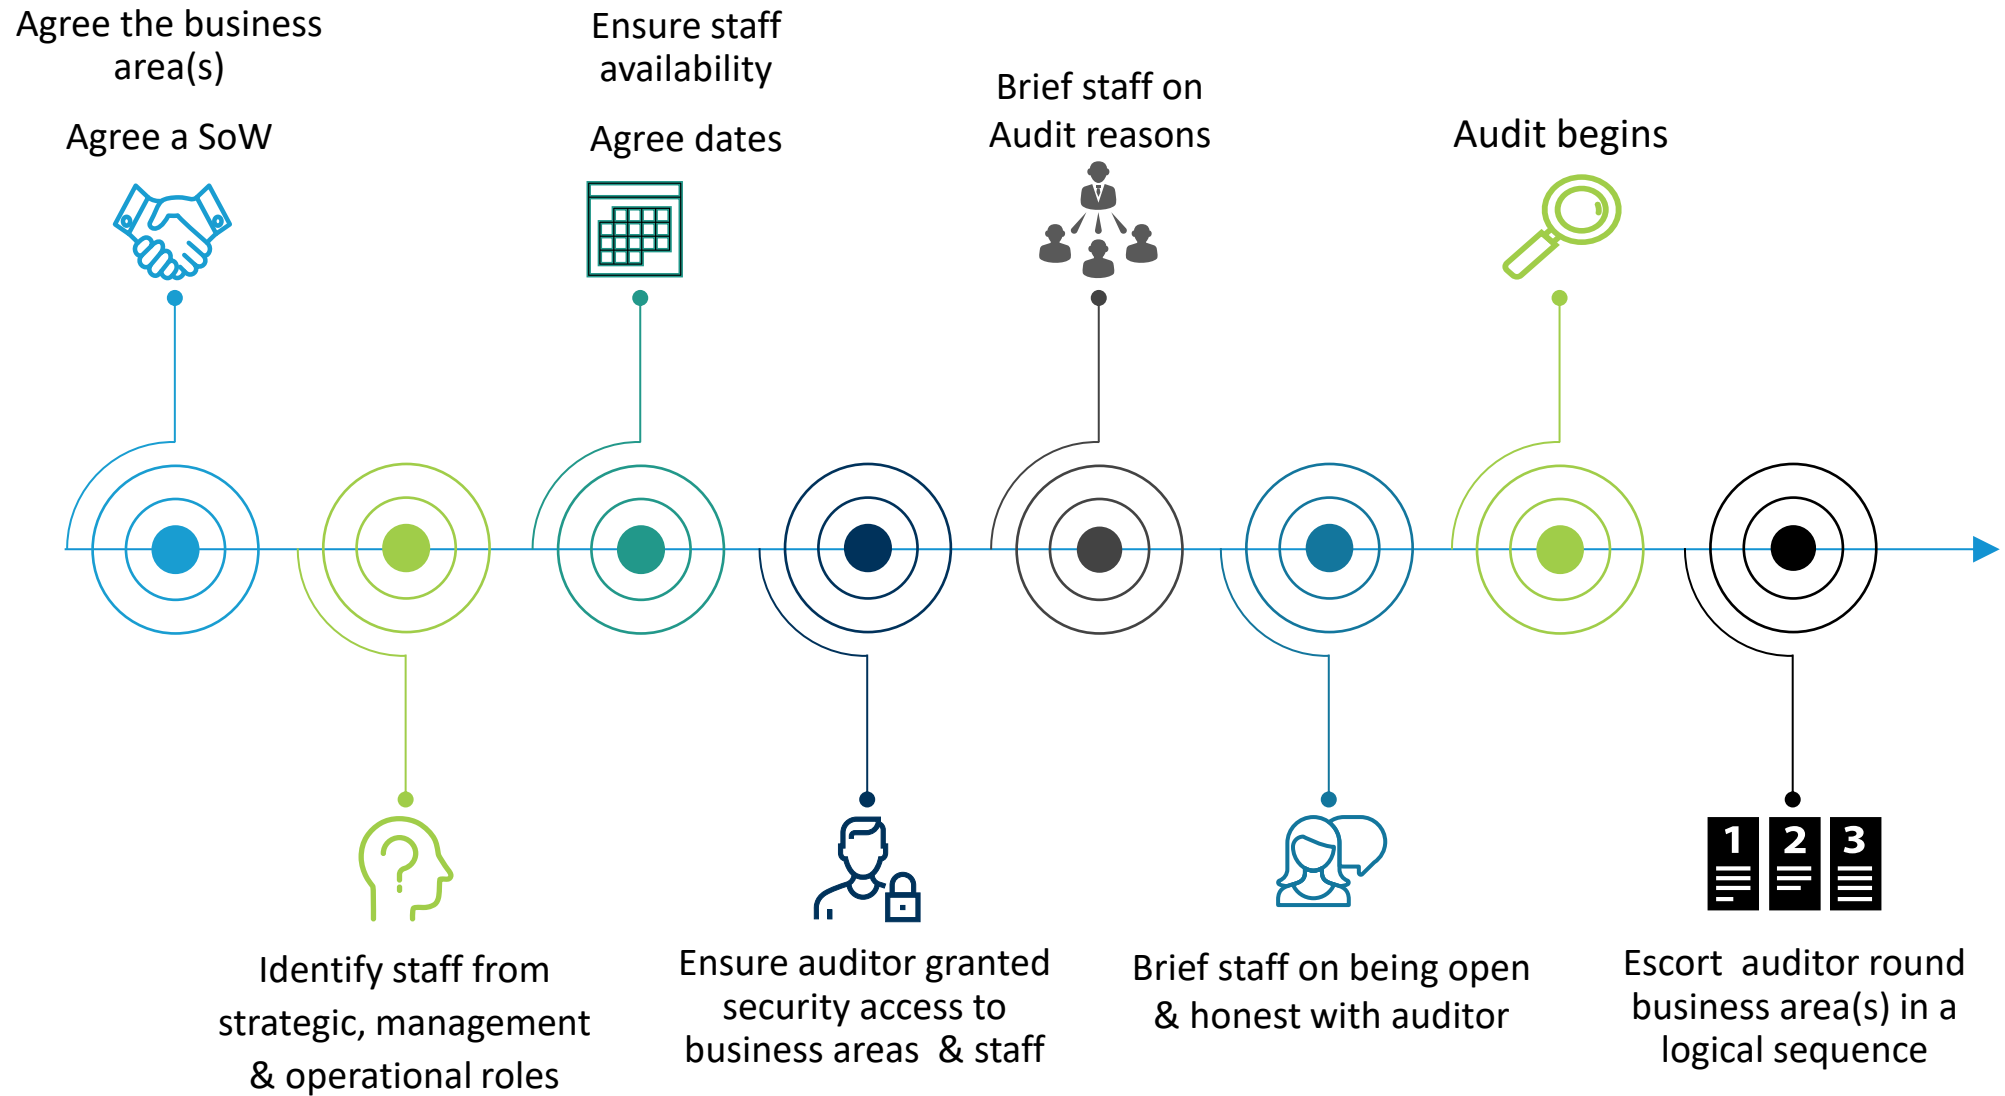 Agree the business
area(s)
Agree a SoW
Identify staff from
strategic, management
& operational roles
Ensure staff
availability
Agree dates
Ensure auditor granted
security access to
business areas  & staff
Brief staff on
Audit reasons
Brief staff on being open
& honest with auditor
Audit begins
1 2 3
Escort  auditor round
business area(s) in a
logical sequence